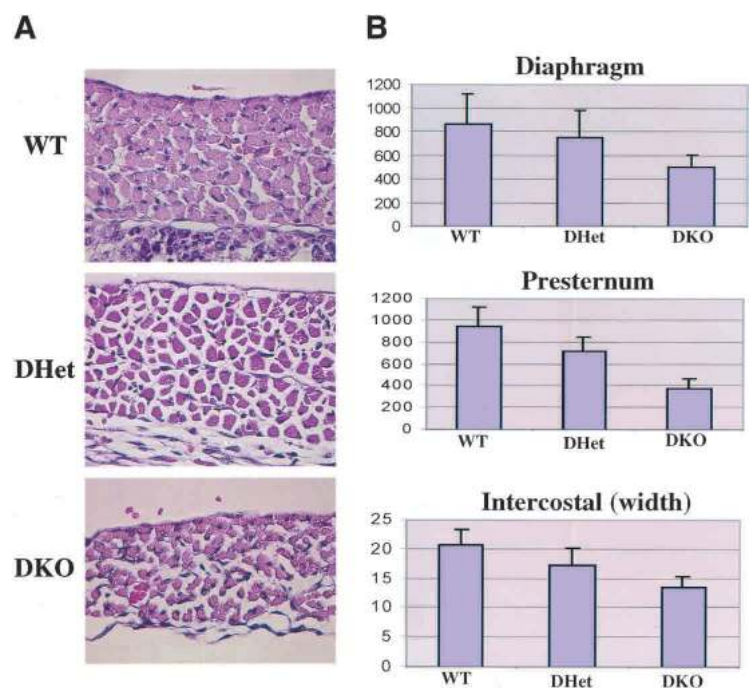 A
WT
DHet
DKO
B
Diaphragm
1200
1000
800
600
400
200
0
WT DHet DKO
Presternum
1200
1000
800
600
400
200
0
WT DHet DKO
Intercostal (width)
25
20
15
10
5
0
WT DHet DKO